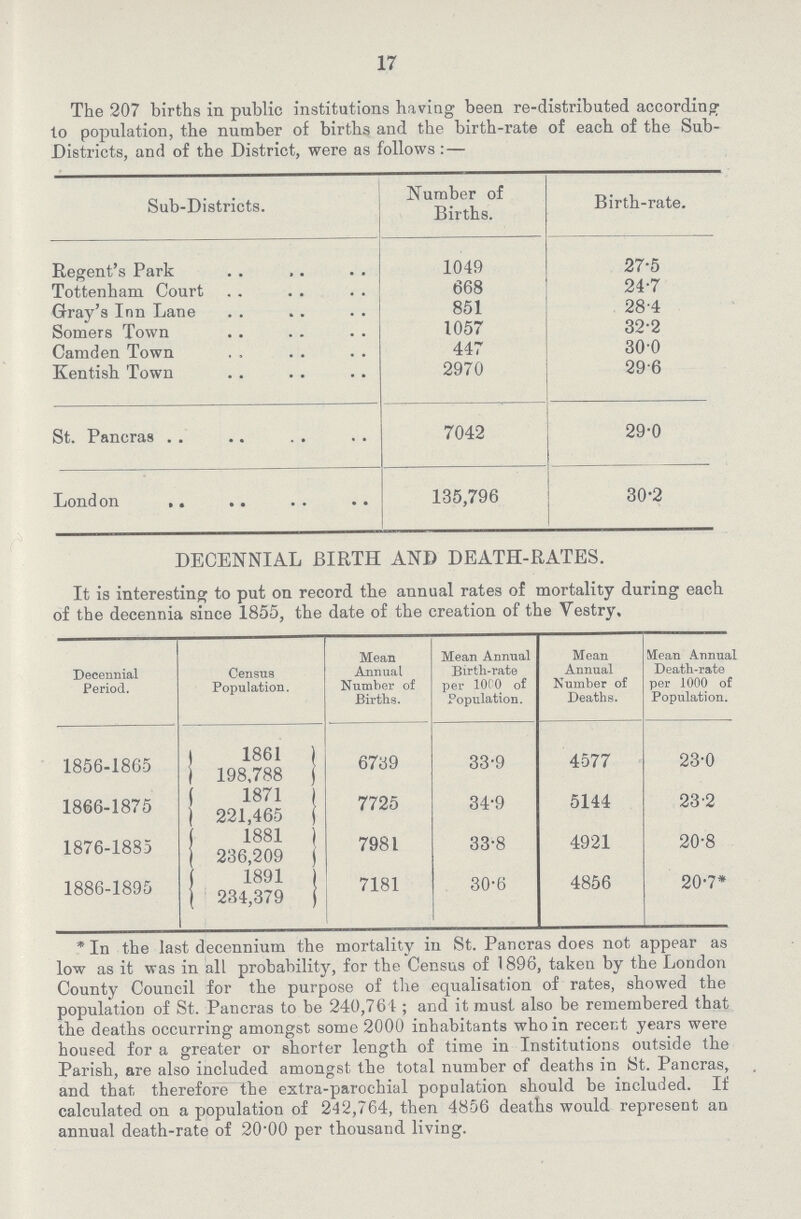 17
The 207 births in public institutions having been re-distributed according
to population, the number of births and the birth-rate of each of the Sub-
Districts, and of the District, were as follows :—
Sub-Districts. Number of Births. Birth-rate.
Regent's Park .. .. .. 1049 27·5
Tottenham Court .. .. .. 668 24·7
Gray's Inn Lane .. .. .. 851 28·4
Somers Town .. .. .. 1057 32·2
Camden Town .. .. .. 447 30·0
Kentish Town .. .. .. 2970 29·6
St. Pancras .. .. .. .. 7042 29·0
London .. .. .. .. 135,796 30·2
DECENNIAL BIRTH AND DEATH-RATES.
It is interesting to put on record the annual rates of mortality during each
of the decennia since 1855, the date of the creation of the Vestry.
Decennial Period. Census Population. Mean Annual Number of Births. Mean Annual Birth-rate per 1000 of Population. Mean Annual Number of Deaths. Mean Annual Death-rate per 1000 of Population.
1856-1865 { 1861 198,788 } 6739 33·9 4577 23·0
1866-1875 { 1871 221,465 } 7725 34·9 5144 23·2
1876-1885 { 1881 236,209 } 7981 33·8 4921 20·8
1886-1895 { 1891 234,379 } 7181 30·6 4856 20·7*
* In the last decennium the mortality in St. Pancras does not appear as
low as it was in all probability, for the Census of 1896, taken by the London
County Council for the purpose of the equalisation of rates, showed the
population of St. Pancras to be 240,764 ; and it must also be remembered that
the deaths occurring amongst some 2000 inhabitants who in recent years were
housed for a greater or shorter length of time in Institutions outside the
Parish, are also included amongst the total number of deaths in St. Pancras,
and that therefore the extra-parochial population should be included. If
calculated on a population of 242,764, then 4856 deaths would represent an
annual death-rate of 20·00 per thousand living.